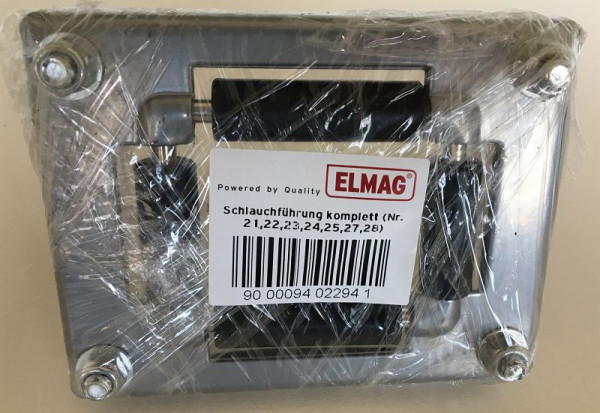 Powered by Quality ELMAG®
Schlauchführung komplett (Nr.
21,22,23,24,25,27,28)
90 00094 02294 1